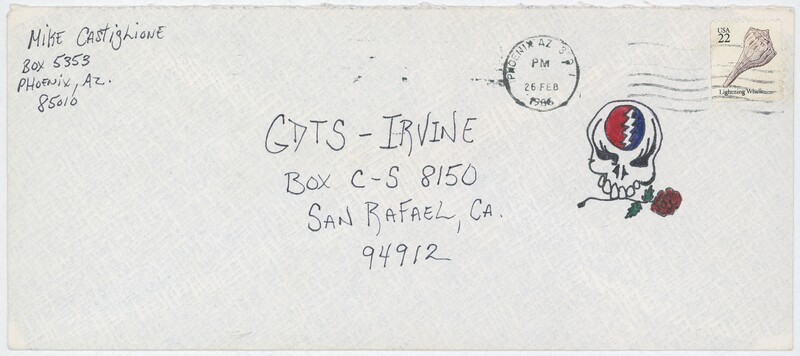 Mike Castiglione
Box 5353
Phoenix, Az.
85010
PHOENIX AZ
PM
26 FEB
1986
USA
22
Lightning Whelk
GDTS - IRVINE
Box C-S 8150
San Rafael, Ca.
94912